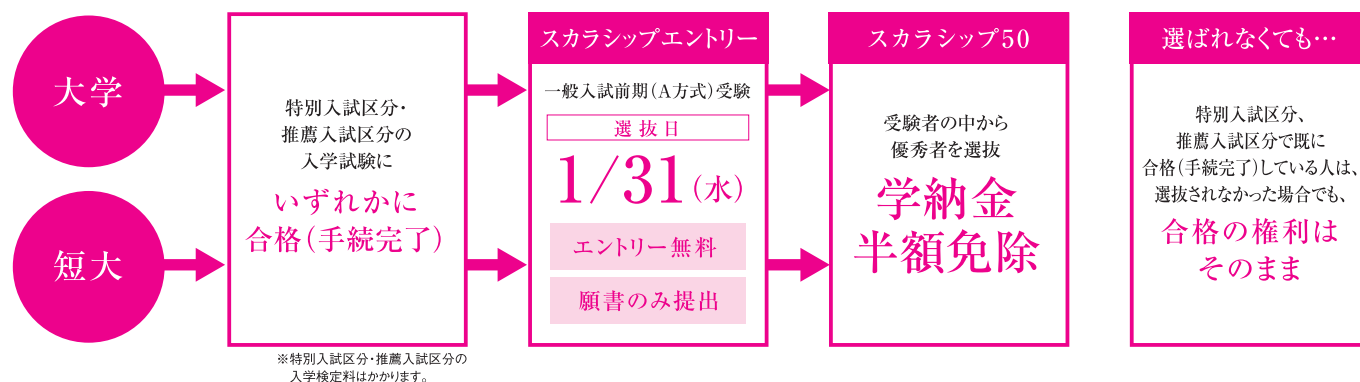 大学
短大
特別入試区分・
推薦入試区分の
入学試験に
いずれかに
合格(手続完了)
※特別入試区分・推薦入試区分の
入学検定料はかかります。
スカラシップエントリー
一般入試前期(A方式)受験
選抜日
1/31(水)
エントリー無料
願書のみ提出
スカラシップ50
受験者の中から
優秀者を選抜
学納金
半額免除
選ばれなくても…
特別入試区分、
推薦入試区分で既に
合格(手続完了)している人は、
選抜されなかった場合でも、
合格の権利は
そのまま